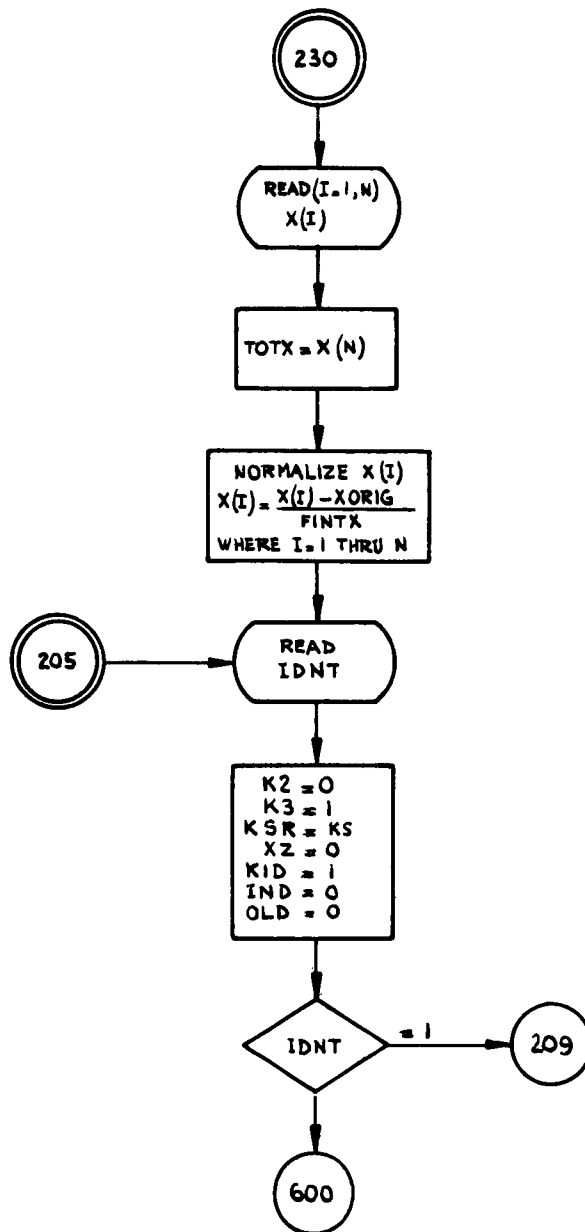 230
READ(I=1,N)
X(I)
TOTX = X(N)
NORMALIZE X(I)
X(I) = X(I) - XORIG
FINTX
WHERE I=1 THRU N
205
READ
IDNT
K2 = 0
K3 = 1
KSR = KS
XZ = 0
KID = 1
IND = 0
OLD = 0
IDNT
= 1
209
600